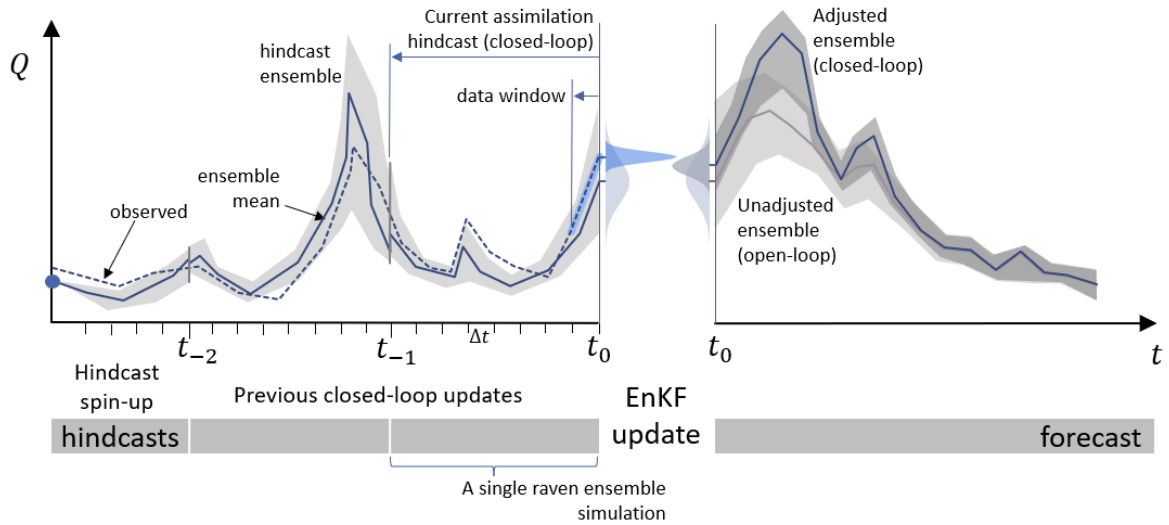 Q
hindcast
ensemble
Current assimilation
hindcast (closed-loop)
data window
ensemble
mean
observed
Adjusted
ensemble
(closed-loop)
Unadjusted
ensemble
(open-loop)
t₋₂
t₋₁
Δt
t₀
t₀
t
Hindcast
spin-up
Previous closed-loop updates
EnKF
update
hindcasts
forecast
A single raven ensemble
simulation